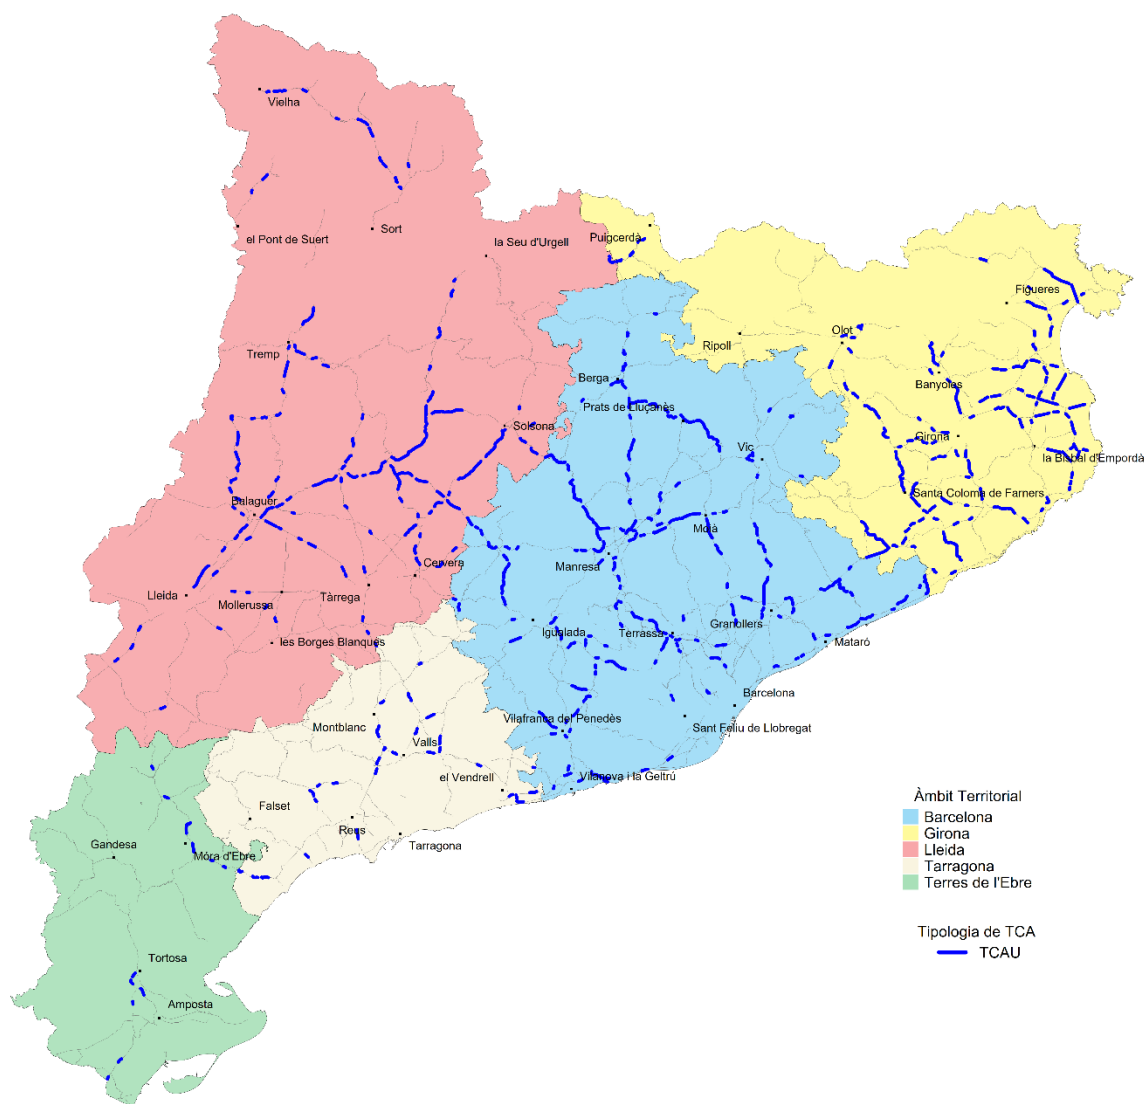 Vielha
el Pont de Suert
Sort
la Seu d'Urgell
Puigcerdà
Figueres
Tremp
Ripoll
Olot
Berga
Banyoles
Prats de Lluçanès
Solsona
Vic
Girona
la Bisbal d'Empordà
Balaguer
Santa Coloma de Farners
Moià
Manresa
Cervera
Lleida
Mollerussa
Tàrrega
Granollers
Igualada
Terrassa
les Borges Blanques
Mataró
Barcelona
Montblanc
Vilafranca del Penedès
Sant Feliu de Llobregat
Valls
el Vendrell
Vilanova i la Geltrú
Falset
Reus
Tarragona
Gandesa
Móra d'Ebre
Tortosa
Amposta
Àmbit Territorial
Barcelona
Girona
Lleida
Tarragona
Terres de l'Ebre
Tipologia de TCA
TCAU